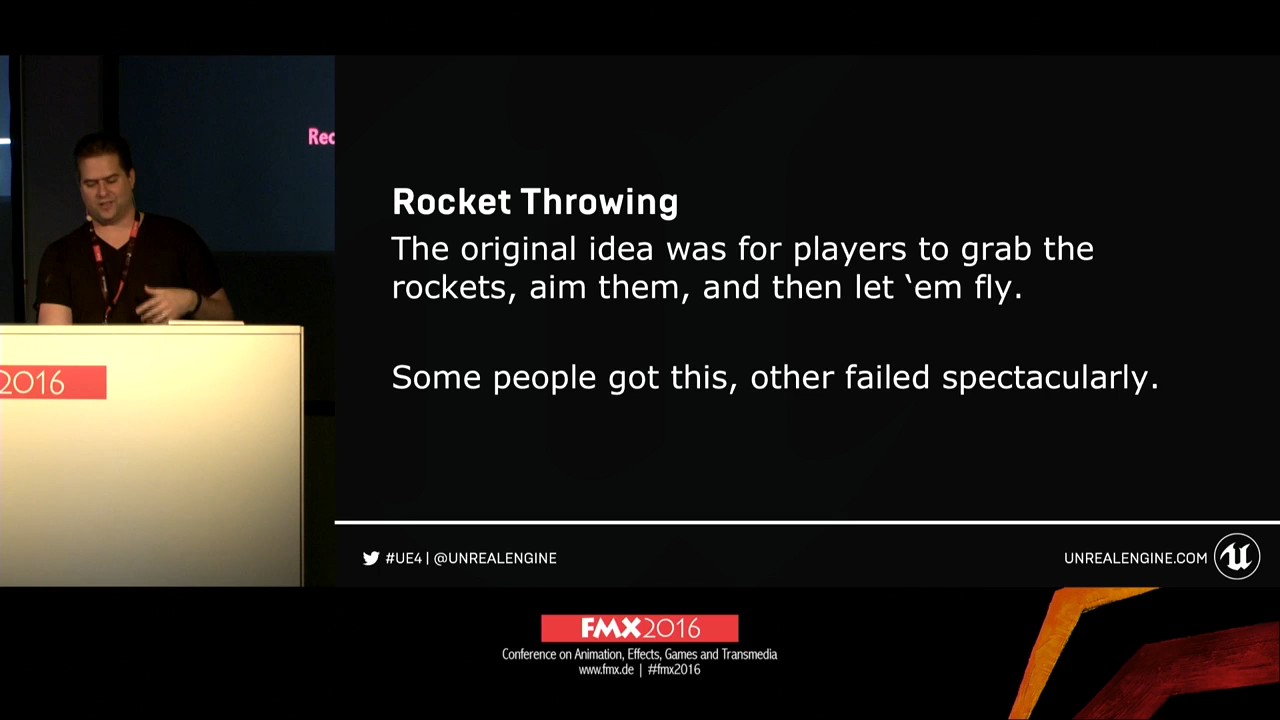 Rec
2016
Rocket Throwing
The original idea was for players to grab the
rockets, aim them, and then let ‘em fly.
Some people got this, other failed spectacularly.
#UE4 | @UNREALENGINE
UNREALENGINE.COM
FMX2016
Conference on Animation, Effects, Games and Transmedia
www.fmx.de | #fmx2016